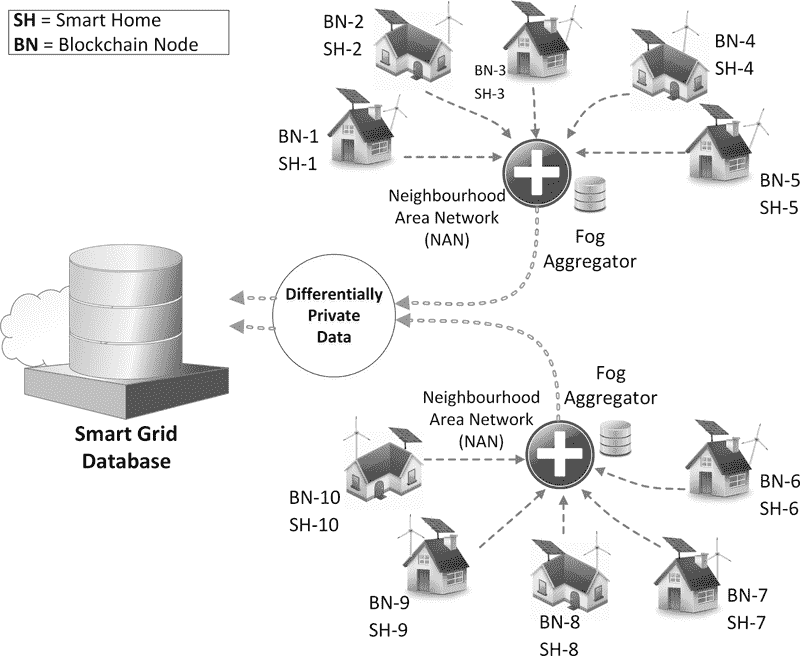 SH = Smart Home
BN = Blockchain Node
BN-2
SH-2
BN-3
SH-3
BN-4
SH-4
BN-1
SH-1
BN-5
SH-5
Neighbourhood
Area Network
(NAN)
Fog
Aggregator
Differentially
Private
Data
Smart Grid
Database
Neighbourhood
Area Network
(NAN)
Fog
Aggregator
BN-10
SH-10
BN-6
SH-6
BN-9
SH-9
BN-8
SH-8
BN-7
SH-7